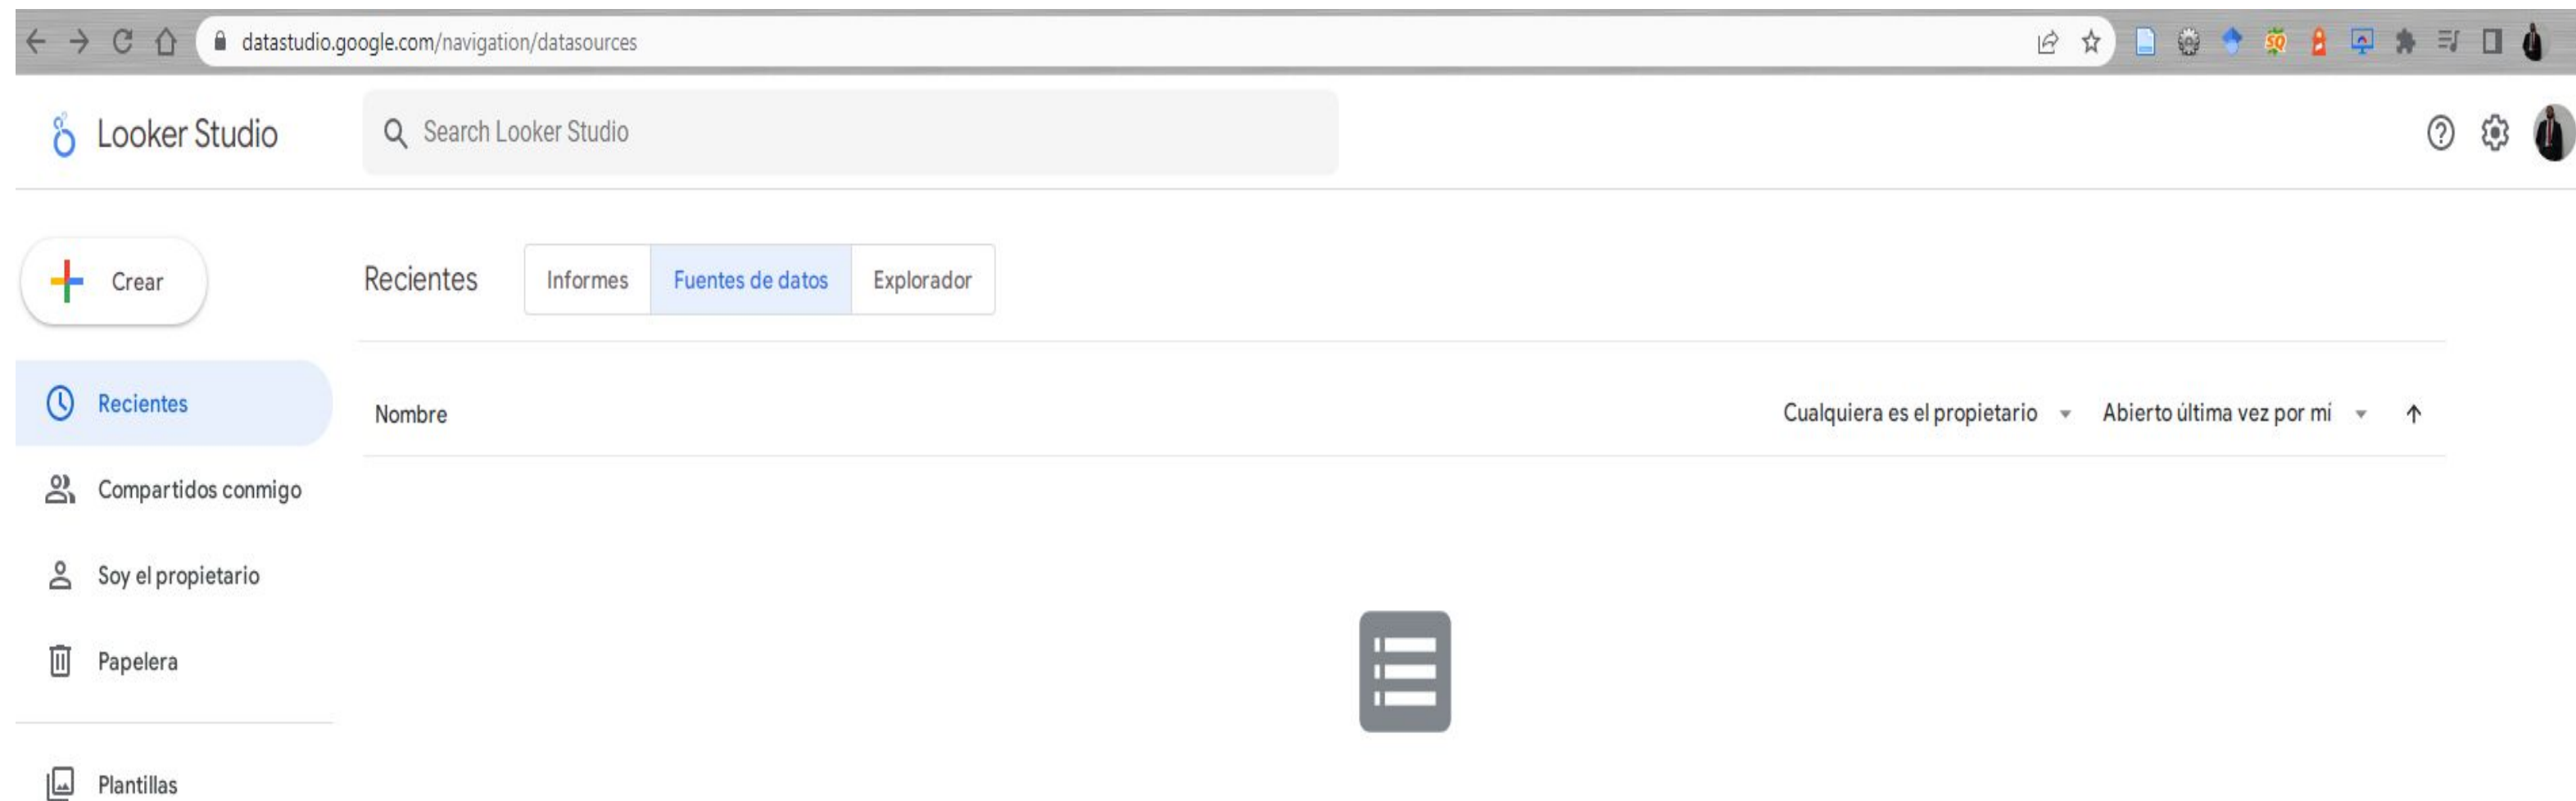 datastudio.google.com/navigation/datasources
SQ
Looker Studio
Search Looker Studio
Crear
Recientes
Informes
Fuentes de datos
Explorador
Recientes
Nombre
Cualquiera es el propietario
Abierto última vez por mí
Compartidos conmigo
Soy el propietario
Papelera
Plantillas